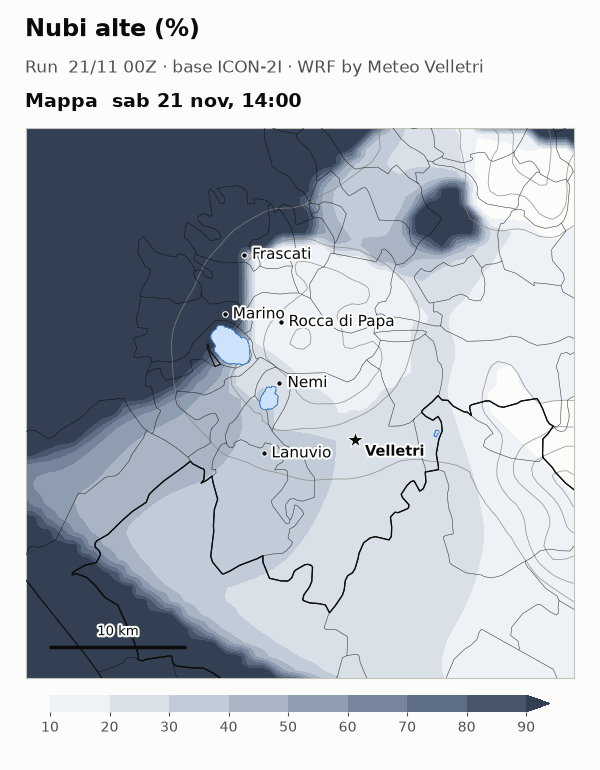 Nubi alte (%)
Run  21/11 00Z · base ICON-2I · WRF by Meteo Velletri
Mappa  sab 21 nov, 14:00
Frascati
Marino
Rocca di Papa
Nemi
Velletri
Lanuvio
10 km
10 20 30 40 50 60 70 80 90